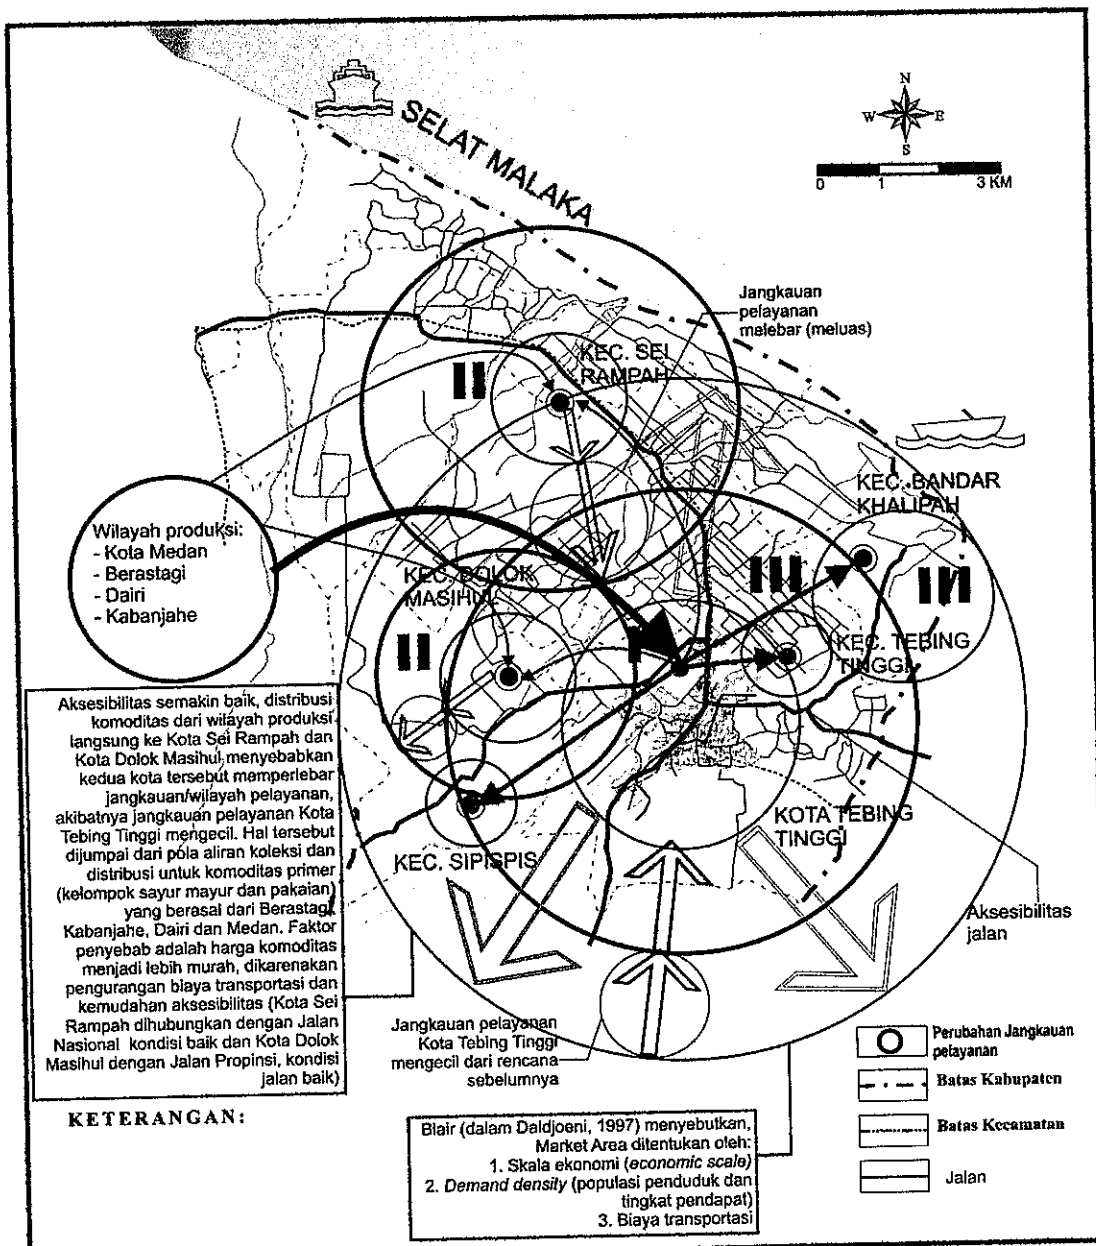 N
W E
S
0 1 3 KM
SELAT MALAKA
Jangkauan
pelayanan
melebar (meluas)
KEC. SEI
RAMPAH
II
KEC. BANDAR
KHALIPAH
Wilayah produksi:
- Kota Medan
- Berastagi
- Dairi
- Kabanjahe
KEC. DOLOK
MASIHUL
III
III
II
I
KEC. TEBING
TINGGI
Aksesibilitas semakin baik, distribusi
komoditas dari wilayah produksi
langsung ke Kota Sei Rampah dan
Kota Dolok Masihul menyebabkan
kedua kota tersebut memperlebar
jangkauan/wilayah pelayanan,
akibatnya jangkauan pelayanan Kota
Tebing Tinggi mengecil. Hal tersebut
dijumpai dari pola aliran koleksi dan
distribusi untuk komoditas primer
(kelompok sayur mayur dan pakaian)
yang berasal dari Berastagi,
Kabanjahe, Dairi dan Medan. Faktor
penyebab adalah harga komoditas
menjadi lebih murah, dikarenakan
pengurangan biaya transportasi dan
kemudahan aksesibilitas (Kota Sei
Rampah dihubungkan dengan Jalan
Nasional kondisi baik dan Kota Dolok
Masihul dengan Jalan Propinsi, kondisi
jalan baik)
KOTA TEBING
TINGGI
KEC. SIPISPIS
Aksesibilitas
jalan
Jangkauan pelayanan
Kota Tebing Tinggi
mengecil dari rencana
sebelumnya
Perubahan Jangkauan
pelayanan
Batas Kabupaten
Batas Kecamatan
Jalan
KETERANGAN:
Blair (dalam Daldjoeni, 1997) menyebutkan,
Market Area ditentukan oleh:
1. Skala ekonomi (economic scale)
2. Demand density (populasi penduduk dan
tingkat pendapat)
3. Biaya transportasi